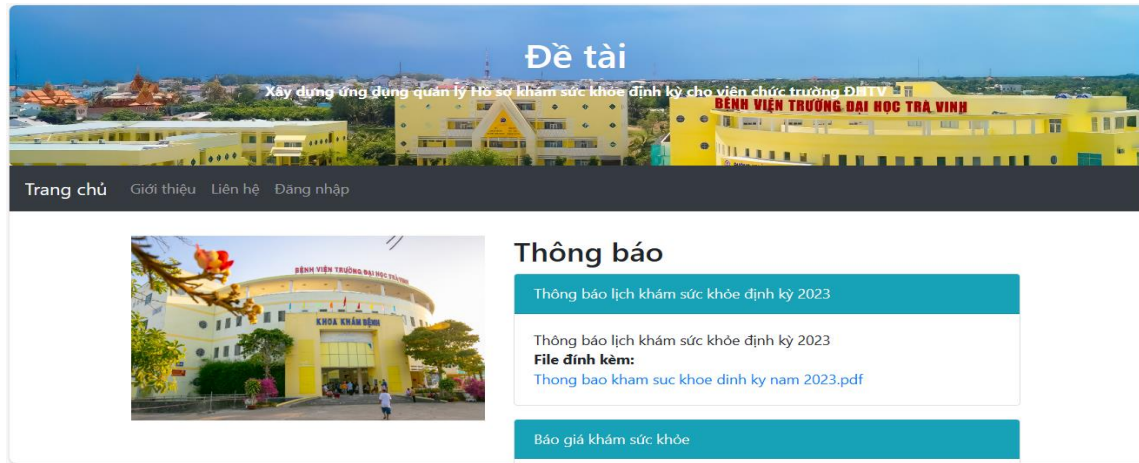 Đề tài
Xây dựng ứng dụng quản lý Hồ sơ khám sức khỏe định kỳ cho viên chức trường ĐHTV
BỆNH VIỆN TRƯỜNG ĐẠI HỌC TRÀ VINH
Trang chủ Giới thiệu Liên hệ Đăng nhập
BỆNH VIỆN TRƯỜNG ĐẠI HỌC TRÀ VINH
KHOA KHÁM BỆNH
Thông báo
Thông báo lịch khám sức khỏe định kỳ 2023
Thông báo lịch khám sức khỏe định kỳ 2023
File đính kèm:
Thong bao kham suc khoe dinh ky nam 2023.pdf
Báo giá khám sức khỏe